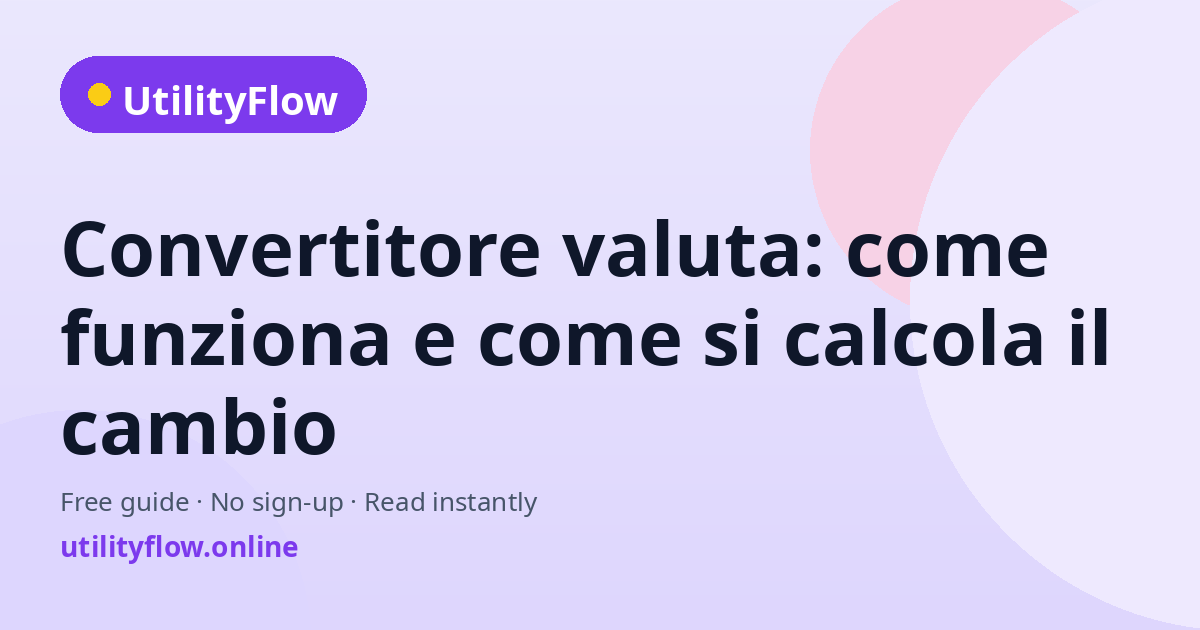 UtilityFlow
Convertitore valuta: come
funziona e come si calcola il
cambio
Free guide · No sign-up · Read instantly
utilityflow.online